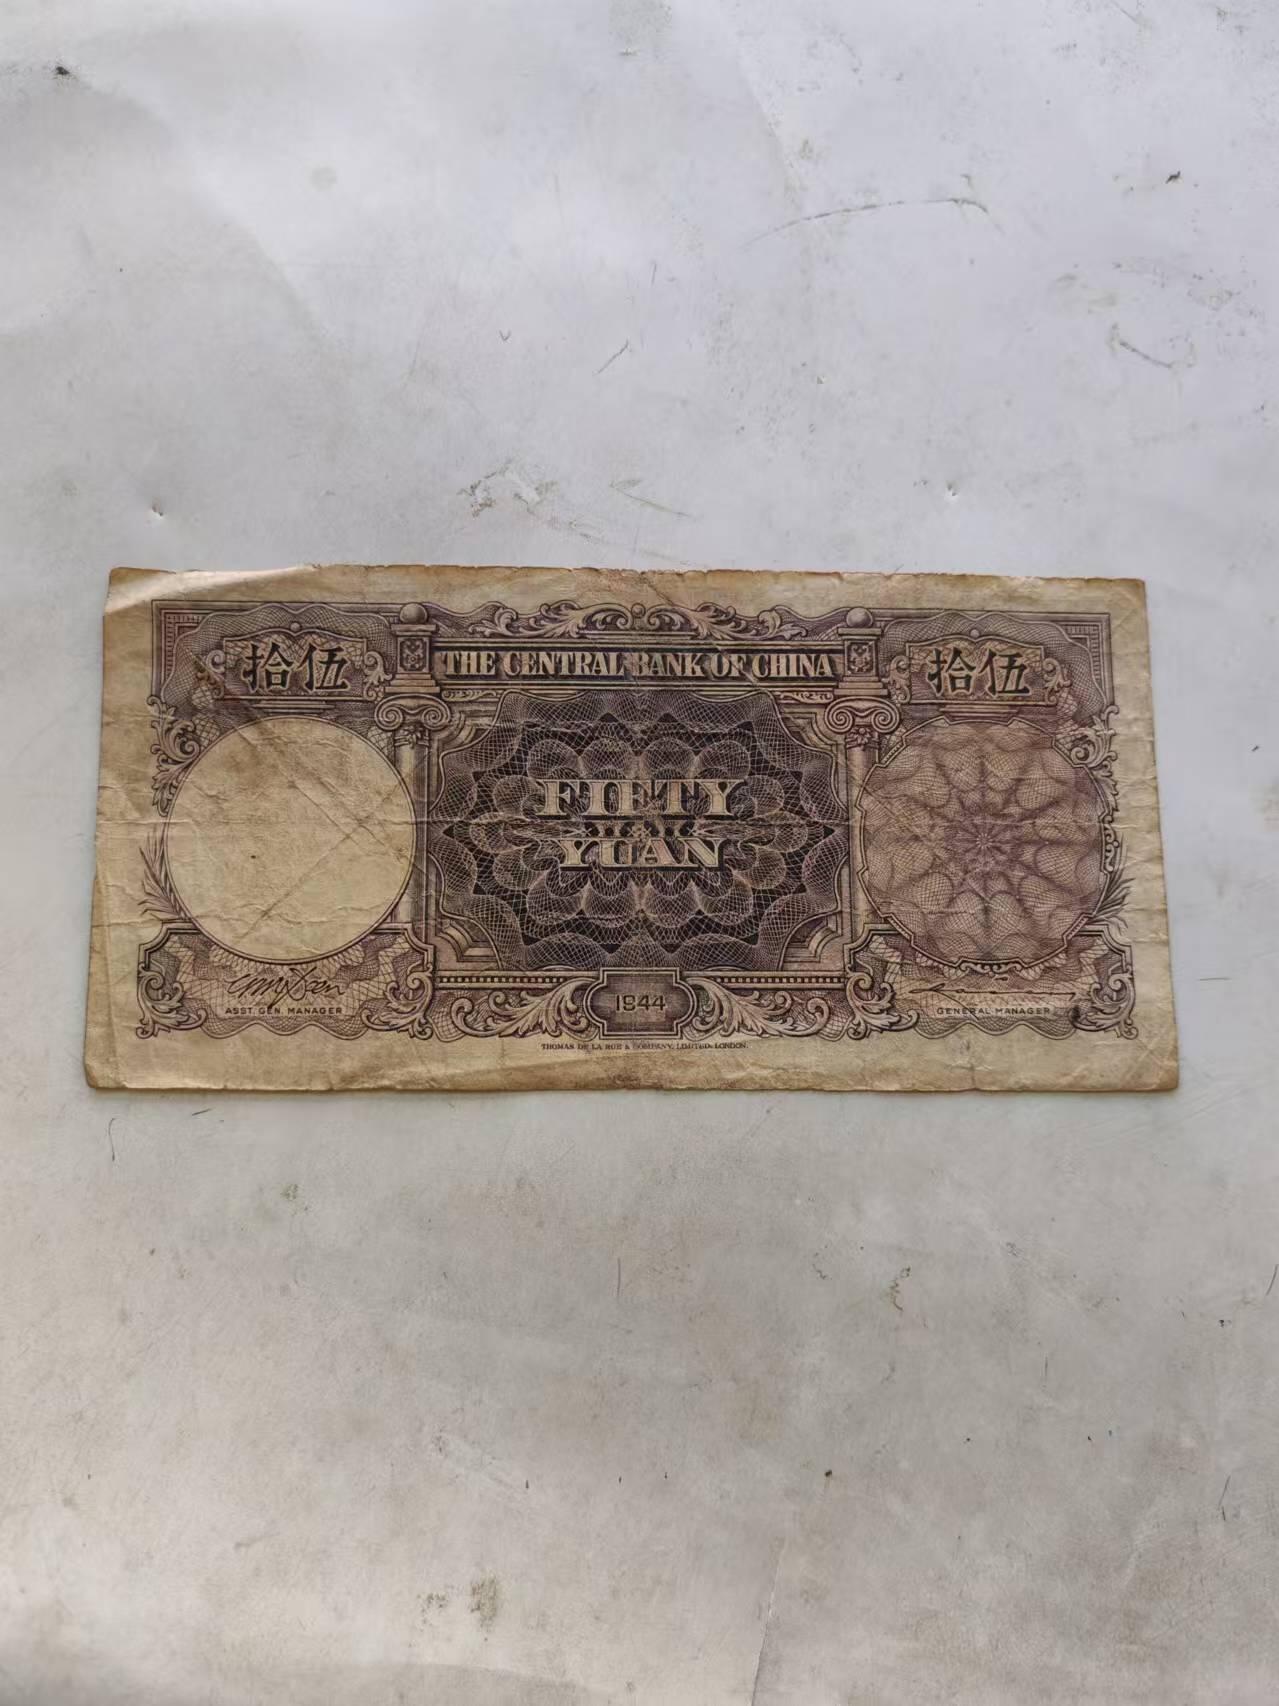 拾伍
THE CENTRAL BANK OF CHINA
拾伍
FIFTY
YUAN
ASST. GEN. MANAGER
1944
GENERAL MANAGER
THOMAS DE LA RUE & COMPANY, LIMITED, LONDON.